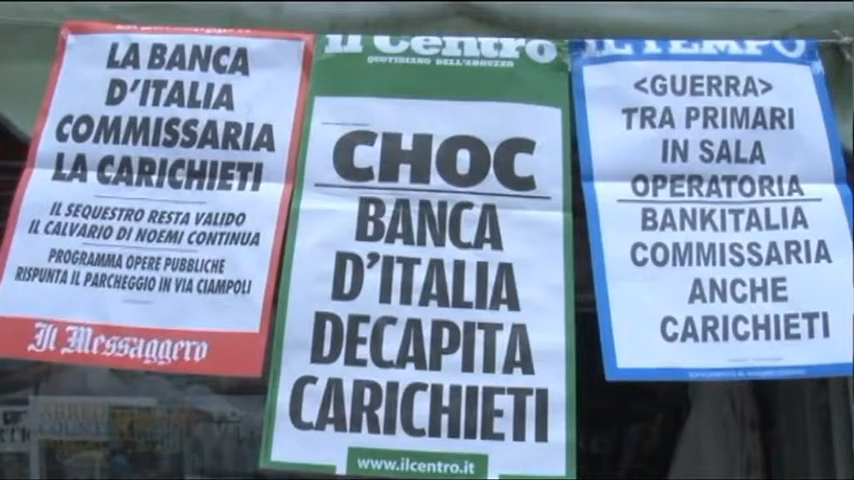 LA BANCA
D'ITALIA
COMMISSARIA
LA CARICHIETI
IL SEQUESTRO RESTA VALIDO
IL CALVARIO DI NOEMI CONTINUA
PROGRAMMA OPERE PUBBLICHE
RISPUNTA IL PARCHEGGIO IN VIA CIAMPOLI
Il Messaggero
il Centro
QUOTIDIANO DELL'ABRUZZO
CHOC
BANCA
D'ITALIA
DECAPITA
CARICHIETI
www.ilcentro.it
IL TEMPO
<GUERRA>
TRA PRIMARI
IN SALA
OPERATORIA
BANKITALIA
COMMISSARIA
ANCHE
CARICHIETI